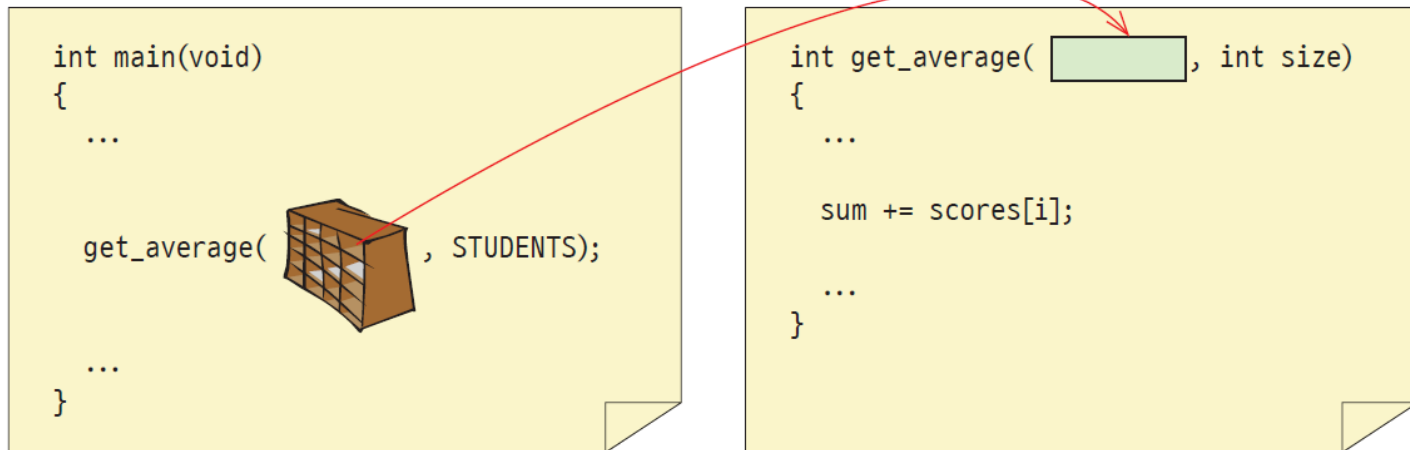 int main(void)
{
...
get_average( , STUDENTS);
...
}
int get_average( , int size)
{
...
sum += scores[i];
...
}